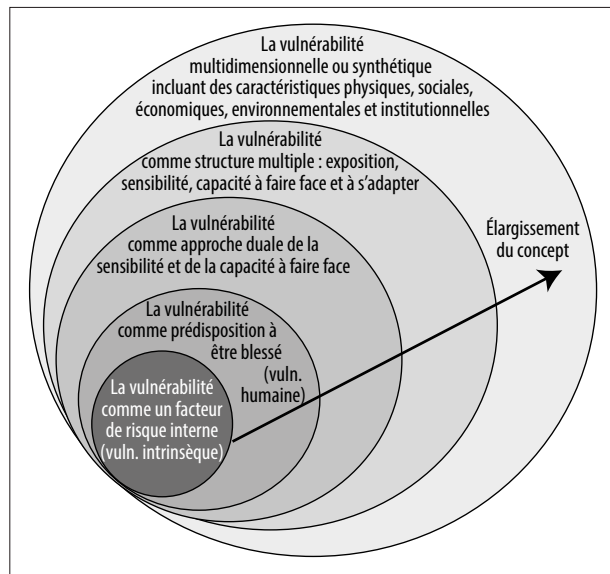 La vulnérabilité
multidimensionnelle ou synthétique
incluant des caractéristiques physiques, sociales,
économiques, environnementales et institutionnelles
La vulnérabilité
comme structure multiple : exposition,
sensibilité, capacité à faire face et à s’adapter
La vulnérabilité
comme approche duale de la
sensibilité et de la capacité à faire face
Élargissement
du concept
La vulnérabilité
comme prédisposition à
être blessé
(vuln.
humaine)
La vulnérabilité
comme un facteur
de risque interne
(vuln. intrinsèque)